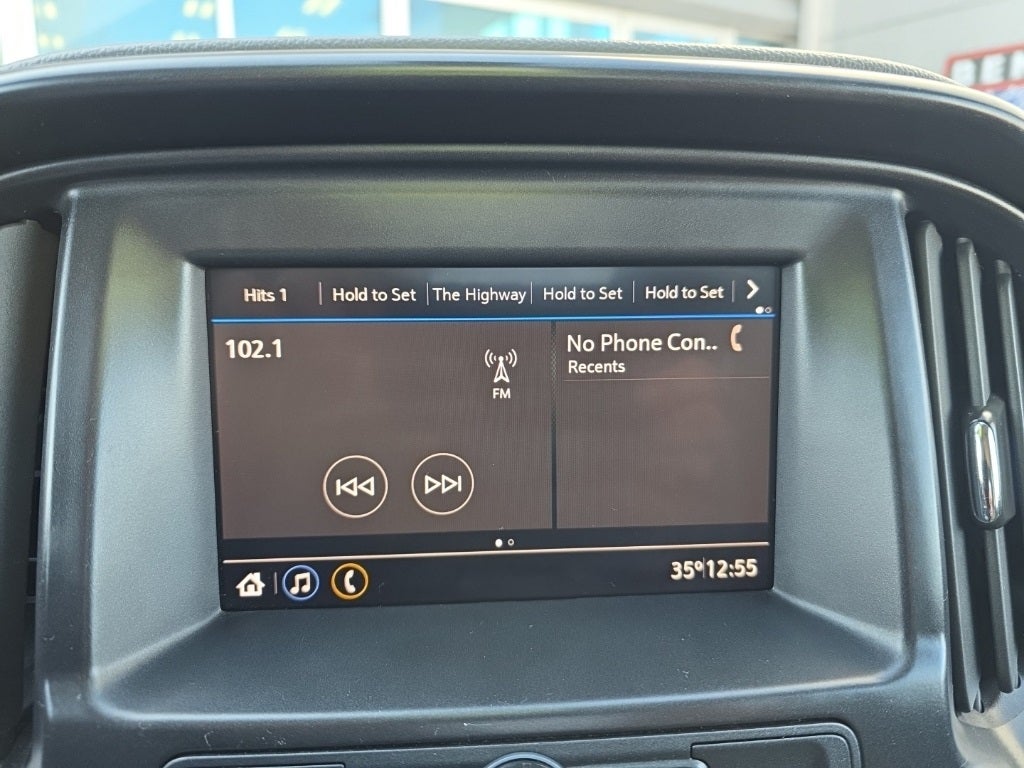 Hits 1 | Hold to Set | The Highway | Hold to Set | Hold to Set
102.1
FM
No Phone Con..
Recents
35° 12:55